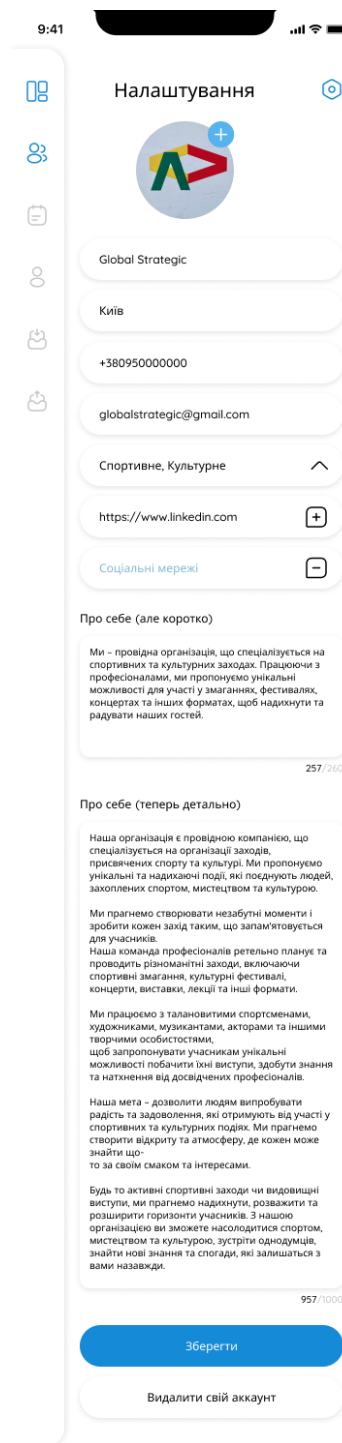 9:41
Налаштування
Global Strategic
Київ
+380950000000
globalstrategic@gmail.com
Спортивне, Культурне
https://www.linkedin.com
Соціальні мережі
Про себе (але коротко)
Ми – провідна організація, що спеціалізується на
спортивних та культурних заходах. Працюючи з
професіоналами, ми пропонуємо унікальні
можливості для участі у змаганнях, фестивалях,
концертах та інших форматах, щоб надихнути та
радувати наших гостей.
257/260
Про себе (теперь детально)
Наша організація є провідною компанією, що
спеціалізується на організації заходів,
присвячених спорту та культурі. Ми пропонуємо
унікальні та надихаючі події, які поєднують людей,
захоплених спортом, мистецтвом та культурою.
Ми прагнемо створювати незабутні моменти і
зробити кожен захід таким, що запам'ятовується
для учасників.
Наша команда професіоналів ретельно планує та
проводить різноманітні заходи, включаючи
спортивні змагання, культурні фестивалі,
концерти, виставки, лекції та інші формати.
Ми працюємо з талановитими спортсменами,
художниками, музикантами, акторами та іншими
творчими особистостями,
щоб запропонувати учасникам унікальні
можливості побачити їхні виступи, здобути знання
та натхнення від досвідчених професіоналів.
Наша мета – дозволити людям випробувати
радість та задоволення, які отримують від участі у
спортивних та культурних подіях. Ми прагнемо
створити відкриту та атмосферу, де кожен може
знайти що-
то за своїм смаком та інтересами.
Будь то активні спортивні заходи чи видовищні
виступи, ми прагнемо надихнути, розважити та
розширити горизонти учасників. З нашою
організацією ви зможете насолодитися спортом,
мистецтвом та культурою, зустріти однодумців,
знайти нові знання та спогади, які залишаться з
вами назавжди.
957/1000
Зберегти
Видалити свій аккаунт